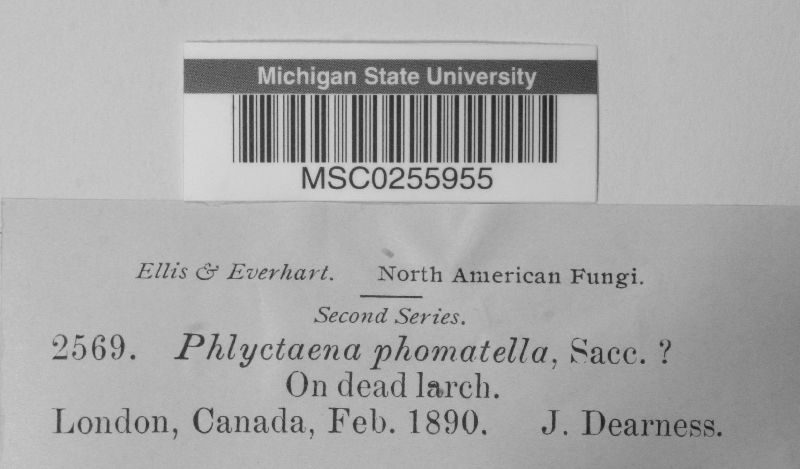 Michigan State University
MSC0255955
Ellis & Everhart. North American Fungi.
Second Series.
2569. Phlyctaena phomatella, Sacc. ?
On dead larch.
London, Canada, Feb. 1890. J. Dearness.